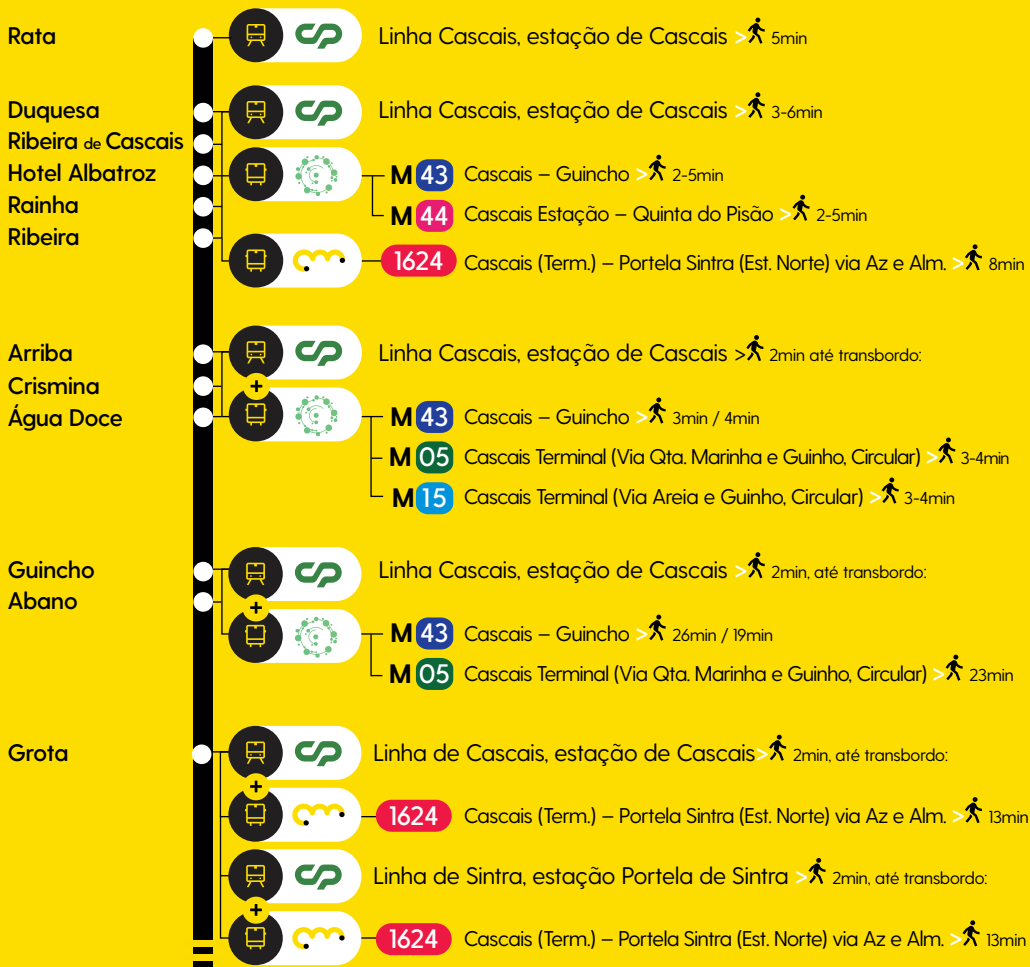 Rata
Linha Cascais, estação de Cascais > 5min
Duquesa
Ribeira de Cascais
Hotel Albatroz
Rainha
Ribeira
Linha Cascais, estação de Cascais > 3-6min
M 43 Cascais – Guincho > 2-5min
M 44 Cascais Estação – Quinta do Pisão > 2-5min
1624 Cascais (Term.) – Portela Sintra (Est. Norte) via Az e Alm. > 8min
Arriba
Crismina
Água Doce
Linha Cascais, estação de Cascais > 2min até transbordo:
+
M 43 Cascais – Guincho > 3min / 4min
M 05 Cascais Terminal (Via Qta. Marinha e Guinho, Circular) > 3-4min
M 15 Cascais Terminal (Via Areia e Guinho, Circular) > 3-4min
Guincho
Abano
Linha Cascais, estação de Cascais > 2min, até transbordo:
+
M 43 Cascais – Guincho > 26min / 19min
M 05 Cascais Terminal (Via Qta. Marinha e Guinho, Circular) > 23min
Grota
Linha de Cascais, estação de Cascais > 2min, até transbordo:
+
1624 Cascais (Term.) – Portela Sintra (Est. Norte) via Az e Alm. > 13min
Linha de Sintra, estação Portela de Sintra > 2min, até transbordo:
+
1624 Cascais (Term.) – Portela Sintra (Est. Norte) via Az e Alm. > 13min